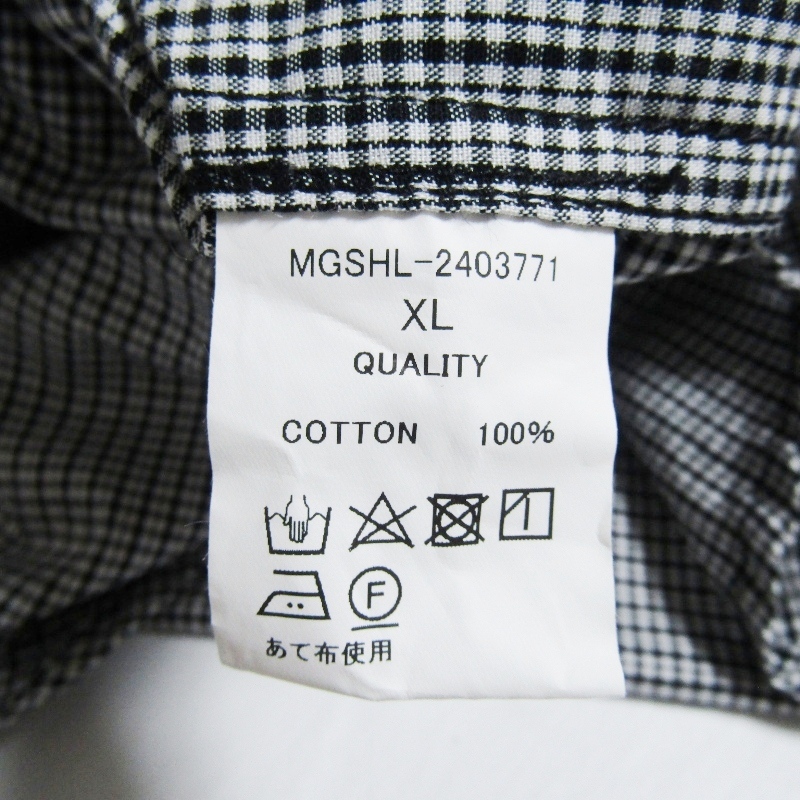 MGSHL-2403771
XL
QUALITY
COTTON 100%
F
あて布使用